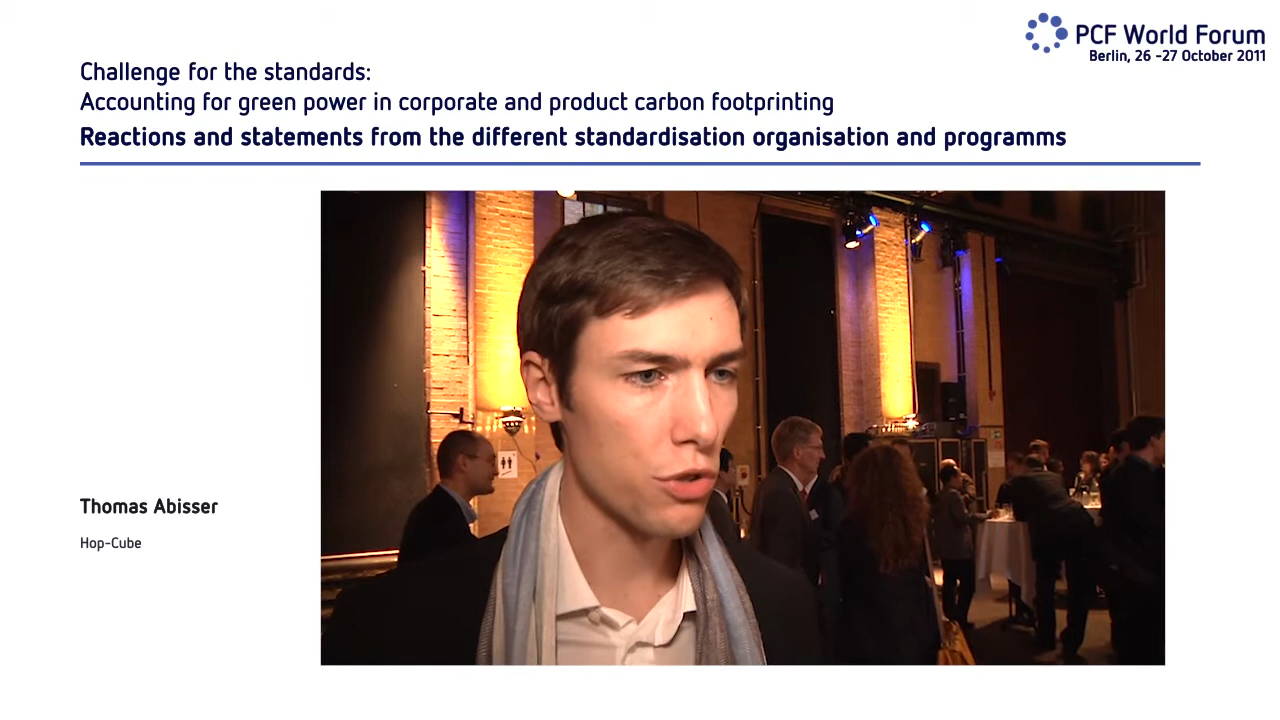 PCF World Forum
Berlin, 26 -27 October 2011
Challenge for the standards:
Accounting for green power in corporate and product carbon footprinting
Reactions and statements from the different standardisation organisation and programms
Thomas Abisser
Hop-Cube